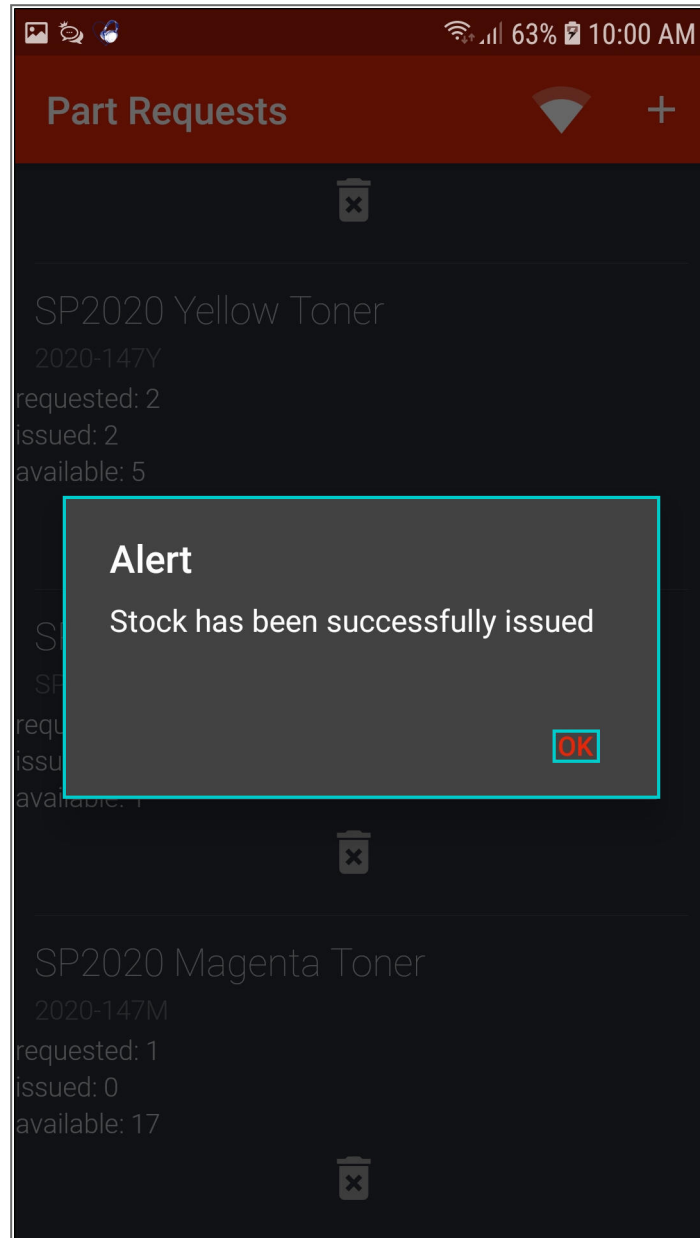 63% 10:00 AM
Part Requests
SP2020 Yellow Toner
2020-147Y
requested: 2
issued: 2
available: 5
Alert
Stock has been successfully issued
OK
SP2020 Magenta Toner
2020-147M
requested: 1
issued: 0
available: 17